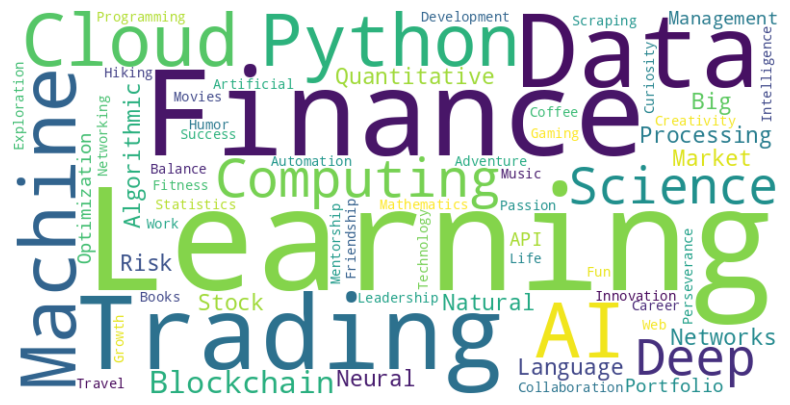 Programming
Development
Scraping
Management
Cloud
Python
Data
Exploration
Hiking
Machine
Finance
Quantitative
Artificial
Movies
Curiosity
Intelligence
Networking
Algorithmic
Humor
Success
Coffee
Gaming
Big
Creativity
Processing
Optimization
Balance
Automation
Adventure
Market
Fitness
Computing
Music
Science
Statistics
Mathematics
Passion
Work
Learning
Mentorship
Friendship
Technology
API
Life
Risk
Fun
Perseverance
Books
Stock
Leadership
Natural
Innovation
Career
Trading
Growth
AI
Web
Networks
Deep
Travel
Blockchain
Neural
Language
Collaboration
Portfolio